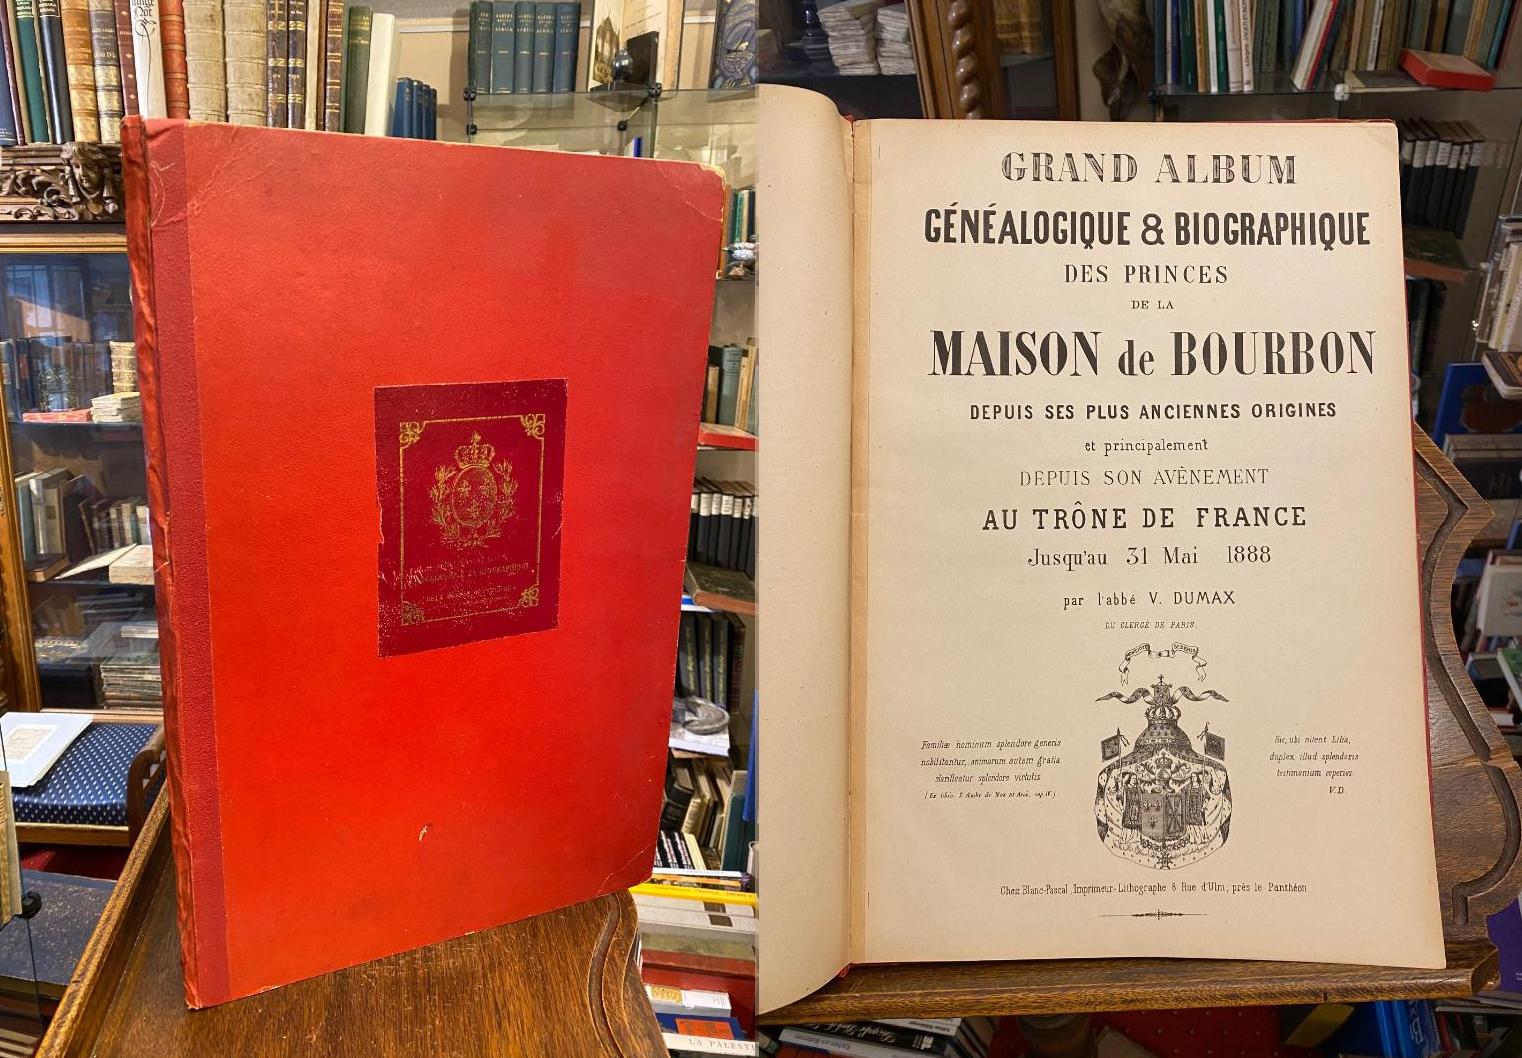 GRAND ALBUM
GÉNÉALOGIQUE & BIOGRAPHIQUE
DES PRINCES
DE LA
MAISON de BOURBON
DEPUIS SES PLUS ANCIENNES ORIGINES
et principalement
DEPUIS SON AVÈNEMENT
AU TRÔNE DE FRANCE
Jusqu'au 31 Mai 1888
par l'abbé V. DUMAX
DU CLERGÉ DE PARIS.
Familiæ hominum splendore generis
nobilitantur, animarum autem gratia
clarificatur splendore virtutis
Hic, ubi nitent Lilia,
duplex illud splendoris
testimonium reperies.
V.D.
Chez Blanc-Pascal, Imprimeur-Lithographe 8 Rue d'Ulm, près le Panthéon
LA PALEST